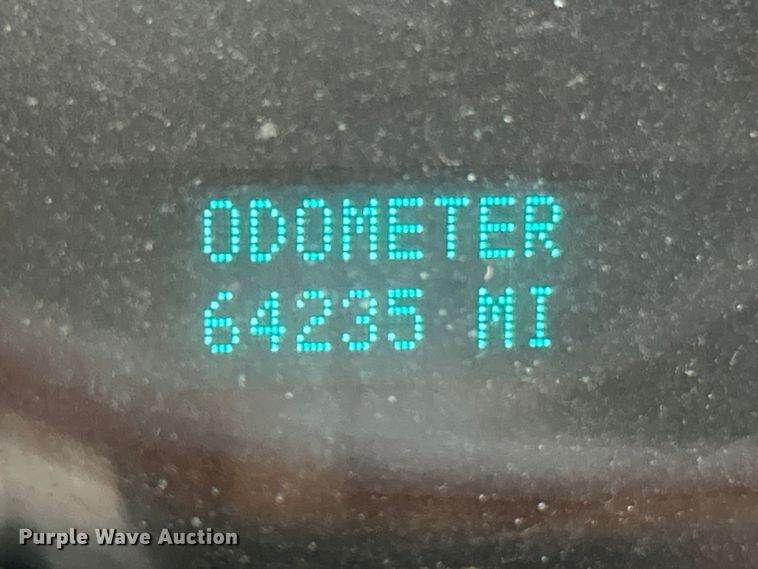 ODOMETER
64235 MI
Purple Wave Auction